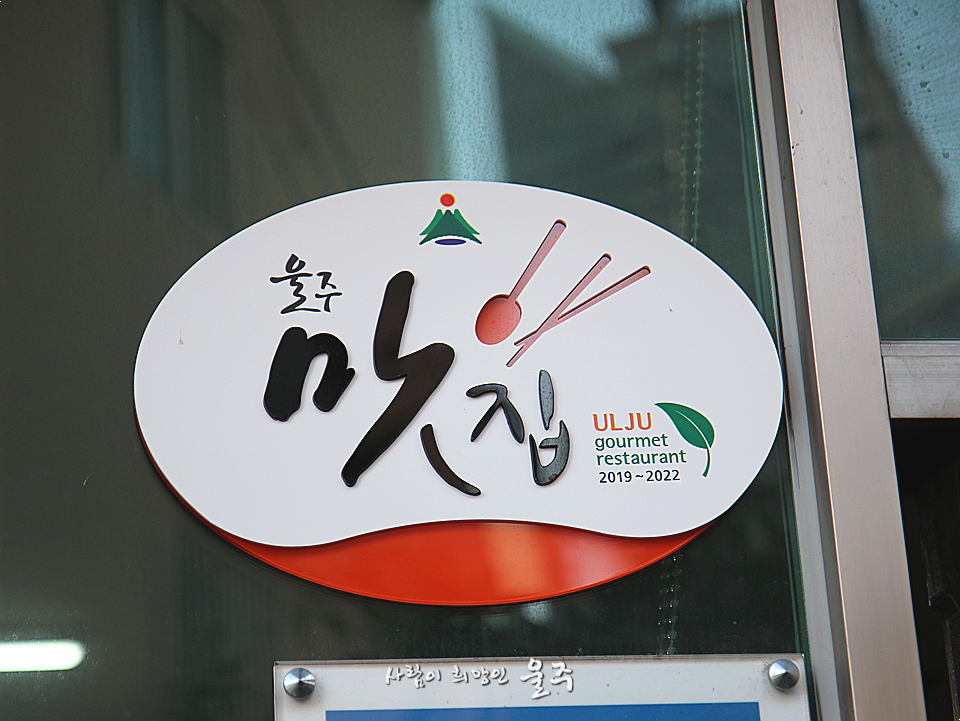 울주
맛집
ULJU
gourmet
restaurant
2019~2022
사람이 희망인 울주